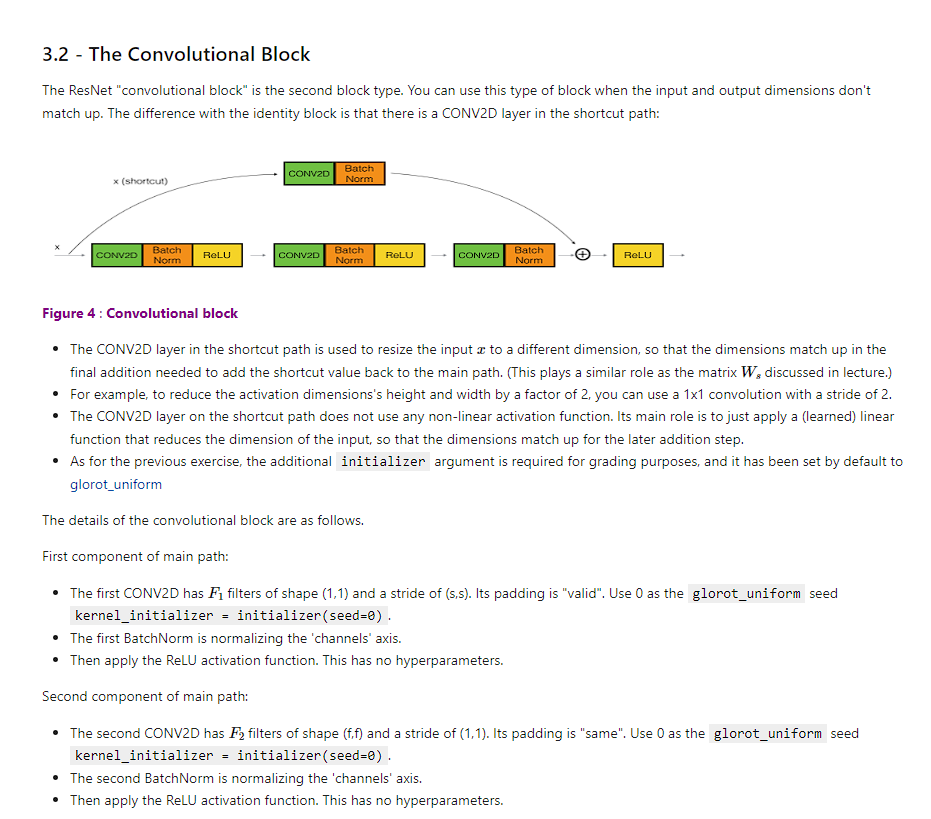 3.2 - The Convolutional Block
The ResNet "convolutional block" is the second block type. You can use this type of block when the input and output dimensions don't
match up. The difference with the identity block is that there is a CONV2D layer in the shortcut path:
x (shortcut)
CONV2D Batch Norm
x
CONV2D Batch Norm ReLU CONV2D Batch Norm ReLU CONV2D Batch Norm + ReLU
Figure 4 : Convolutional block
• The CONV2D layer in the shortcut path is used to resize the input x to a different dimension, so that the dimensions match up in the
final addition needed to add the shortcut value back to the main path. (This plays a similar role as the matrix Wₛ discussed in lecture.)
• For example, to reduce the activation dimensions's height and width by a factor of 2, you can use a 1x1 convolution with a stride of 2.
• The CONV2D layer on the shortcut path does not use any non-linear activation function. Its main role is to just apply a (learned) linear
function that reduces the dimension of the input, so that the dimensions match up for the later addition step.
• As for the previous exercise, the additional initializer argument is required for grading purposes, and it has been set by default to
glorot_uniform
The details of the convolutional block are as follows.
First component of main path:
• The first CONV2D has F₁ filters of shape (1,1) and a stride of (s,s). Its padding is "valid". Use 0 as the glorot_uniform seed
kernel_initializer = initializer(seed=0) .
• The first BatchNorm is normalizing the 'channels' axis.
• Then apply the ReLU activation function. This has no hyperparameters.
Second component of main path:
• The second CONV2D has F₂ filters of shape (f,f) and a stride of (1,1). Its padding is "same". Use 0 as the glorot_uniform seed
kernel_initializer = initializer(seed=0) .
• The second BatchNorm is normalizing the 'channels' axis.
• Then apply the ReLU activation function. This has no hyperparameters.